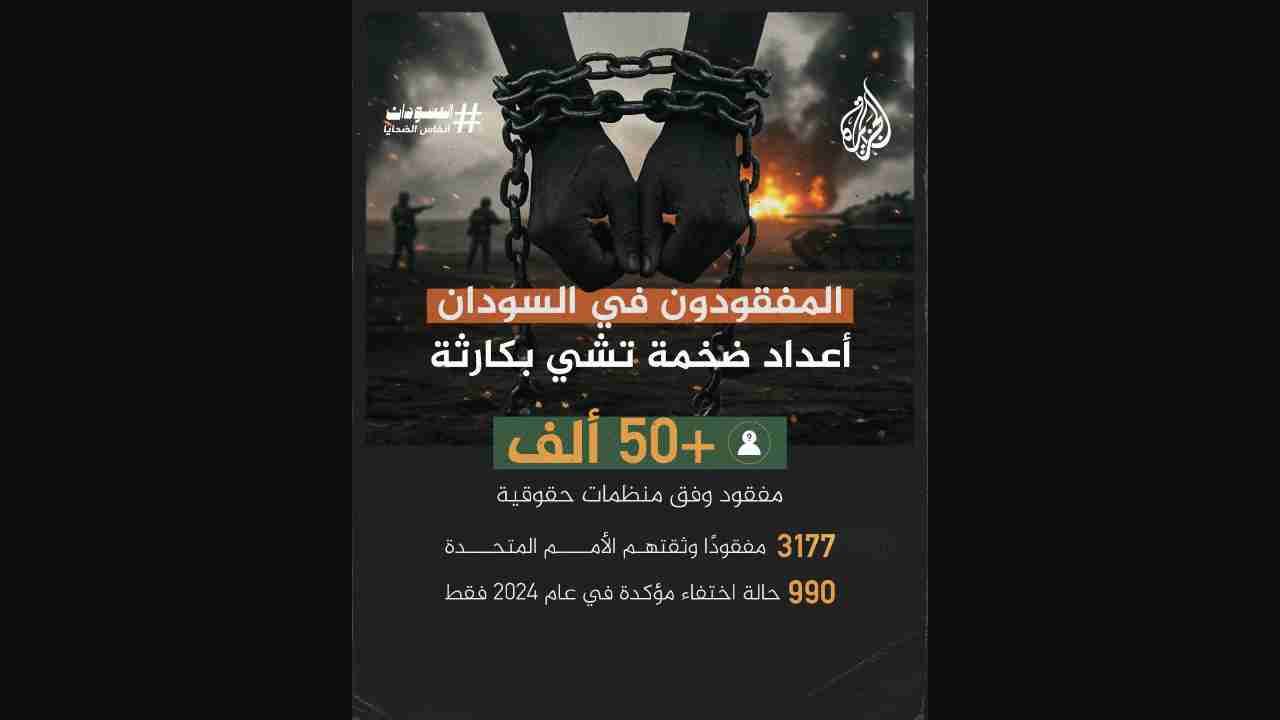 #السودان
أنفاس الضحايا
الجزيرة
المفقودون في السودان
أعداد ضخمة تشي بكارثة
+50 ألف
مفقود وفق منظمات حقوقية
3177 مفقودًا وثقتهم الأمم المتحدة
990 حالة اختفاء مؤكدة في عام 2024 فقط